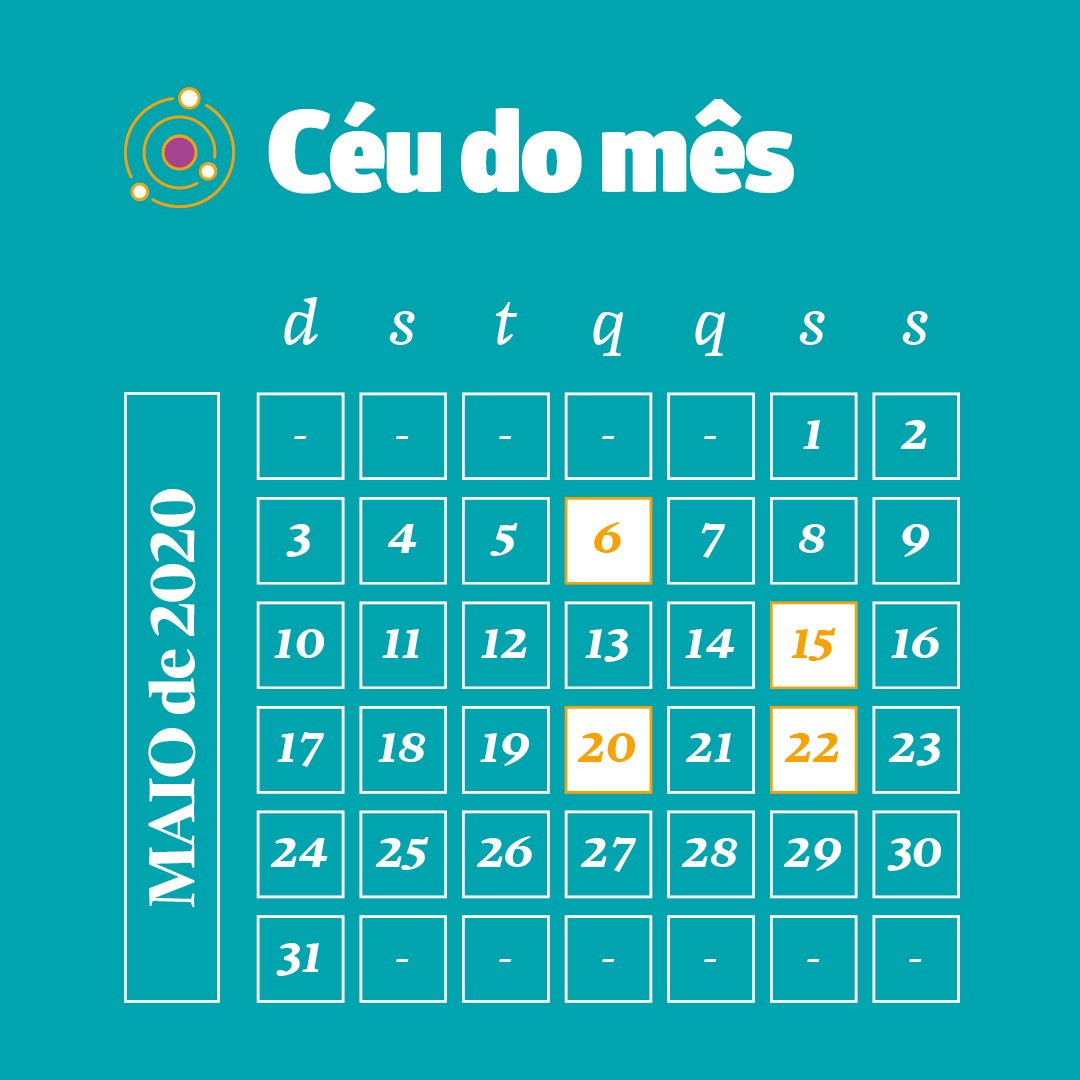 Céu do mês
d s t q q s s
MAIO de 2020
- - - - - 1 2
3 4 5 6 7 8 9
10 11 12 13 14 15 16
17 18 19 20 21 22 23
24 25 26 27 28 29 30
31 - - - - - -